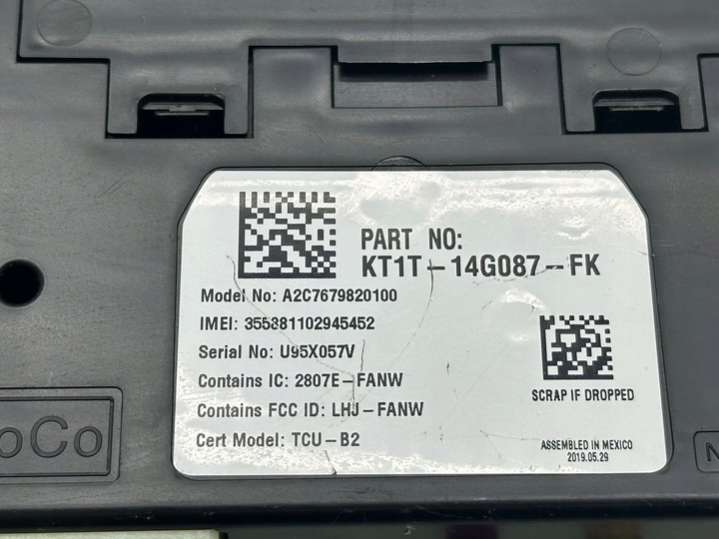 PART NO:
KT1T-14G087--FK
Model No: A2C7679820100
IMEI: 355881102945452
Serial No: U95X057V
Contains IC: 2807E-FANW
Contains FCC ID: LHJ-FANW
Cert Model: TCU-B2
SCRAP IF DROPPED
ASSEMBLED IN MEXICO
2019.05.29
oCo
N